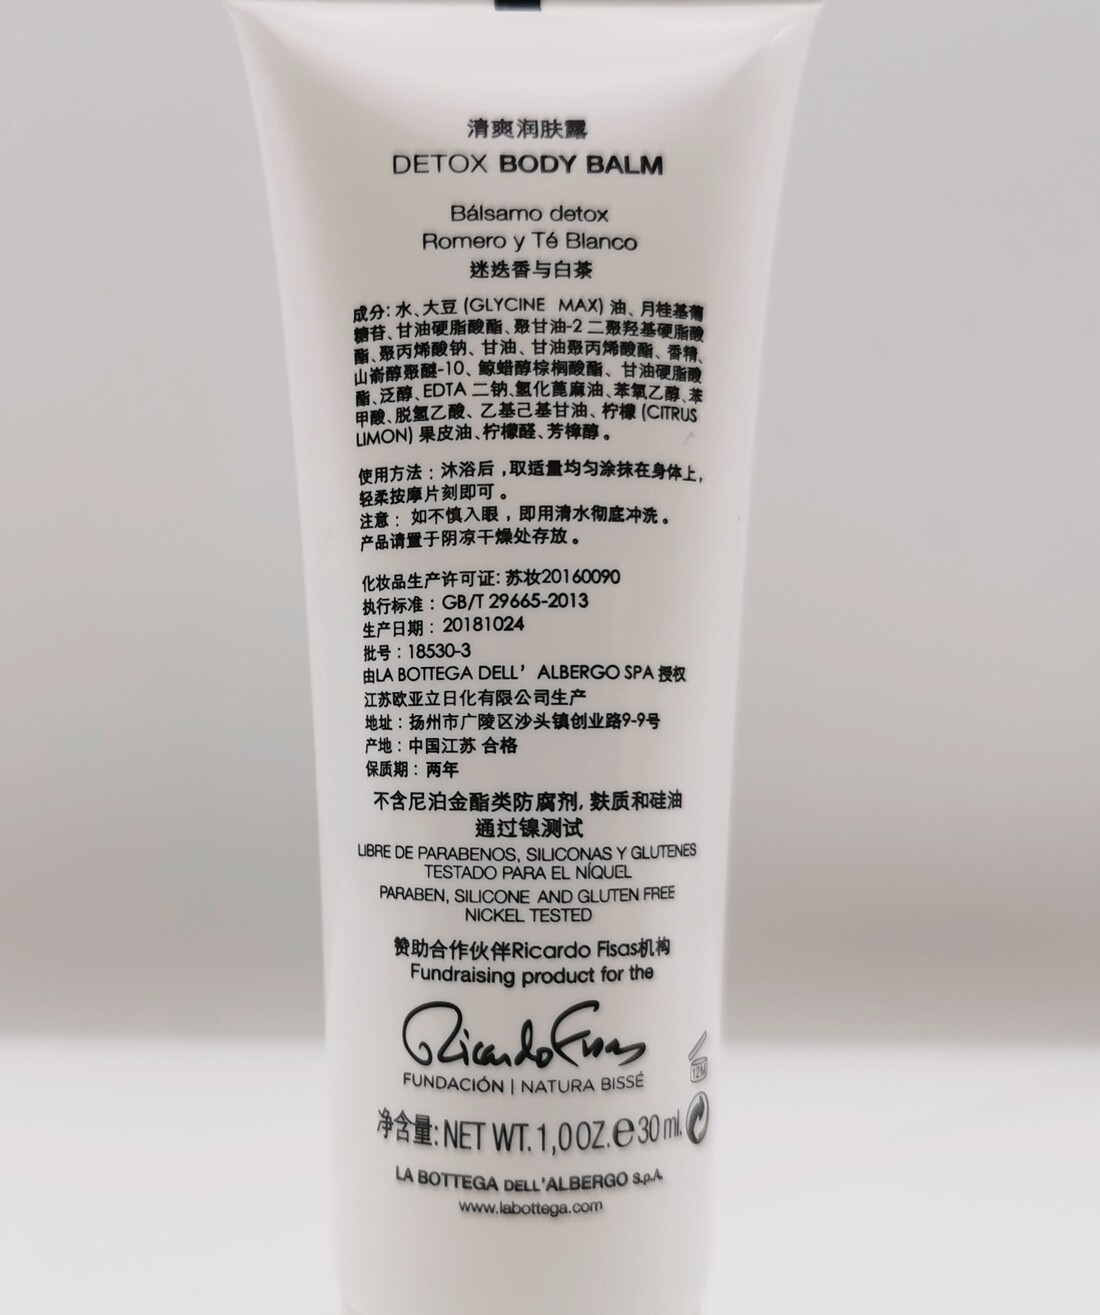 清爽润肤露
DETOX BODY BALM
Bálsamo detox
Romero y Té Blanco
迷迭香与白茶
成分: 水、大豆 (GLYCINE MAX) 油、月桂基葡
糖苷、甘油硬脂酸酯、聚甘油-2 二聚羟基硬脂酸
酯、聚丙烯酸钠、甘油、甘油聚丙烯酸酯、香精、
山嵛醇聚醚-10、鲸蜡醇棕榈酸酯、甘油硬脂酸
酯、泛醇、EDTA 二钠、氢化蓖麻油、苯氧乙醇、苯
甲酸、脱氢乙酸、乙基己基甘油、柠檬 (CITRUS
LIMON) 果皮油、柠檬醛、芳樟醇。
使用方法：沐浴后，取适量均匀涂抹在身体上，
轻柔按摩片刻即可。
注意：如不慎入眼，即用清水彻底冲洗。
产品请置于阴凉干燥处存放。
化妆品生产许可证: 苏妆20160090
执行标准：GB/T 29665-2013
生产日期：20181024
批号：18530-3
由LA BOTTEGA DELL' ALBERGO SPA 授权
江苏欧亚立日化有限公司生产
地址：扬州市广陵区沙头镇创业路9-9号
产地：中国江苏 合格
保质期：两年
不含尼泊金酯类防腐剂, 麸质和硅油
通过镍测试
LIBRE DE PARABENOS, SILICONAS Y GLUTENES
TESTADO PARA EL NÍQUEL
PARABEN, SILICONE AND GLUTEN FREE
NICKEL TESTED
赞助合作伙伴Ricardo Fisas机构
Fundraising product for the
Ricardo Fisas
FUNDACIÓN | NATURA BISSÉ
12M
净含量: NET WT. 1,0 OZ. e 30 ml.
LA BOTTEGA DELL'ALBERGO S.p.A.
www.labottega.com